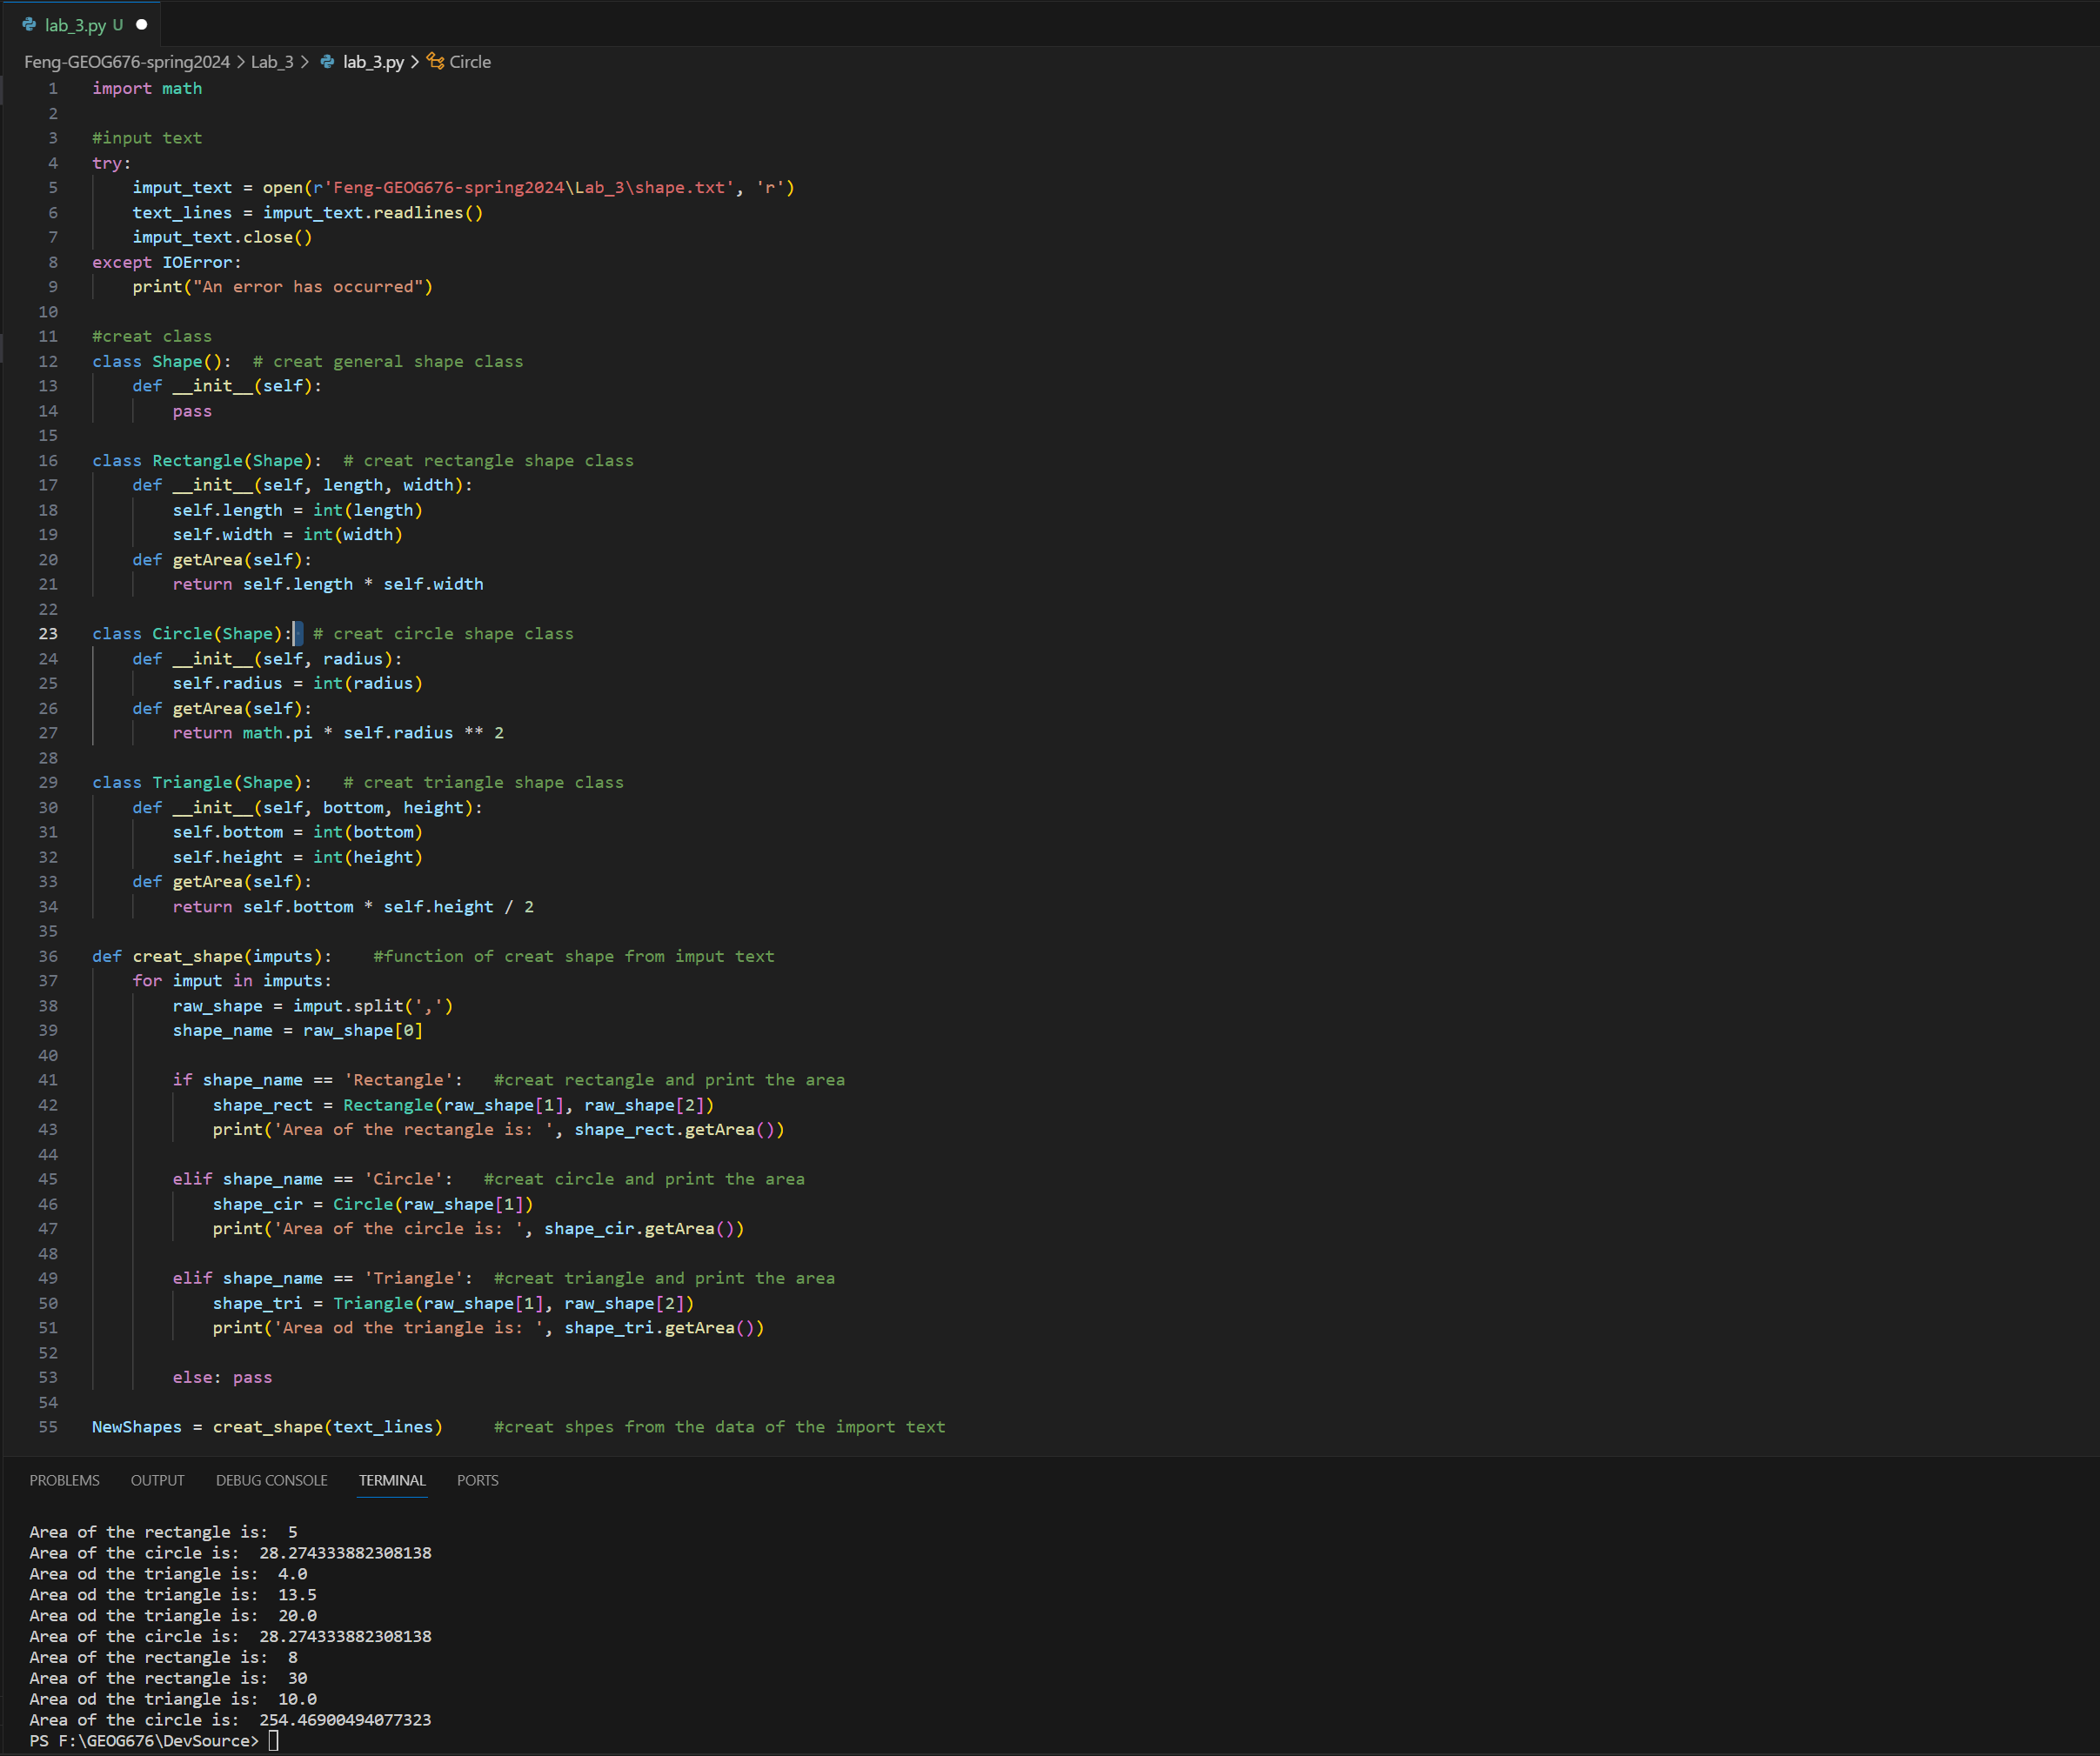 lab_3.py U
Feng-GEOG676-spring2024 > Lab_3 > lab_3.py > Circle
1 import math
2
3 #input text
4 try:
5     imput_text = open(r'Feng-GEOG676-spring2024\Lab_3\shape.txt', 'r')
6     text_lines = imput_text.readlines()
7     imput_text.close()
8 except IOError:
9     print("An error has occurred")
10
11 #creat class
12 class Shape():  # creat general shape class
13     def __init__(self):
14         pass
15
16 class Rectangle(Shape):  # creat rectangle shape class
17     def __init__(self, length, width):
18         self.length = int(length)
19         self.width = int(width)
20     def getArea(self):
21         return self.length * self.width
22
23 class Circle(Shape):  # creat circle shape class
24     def __init__(self, radius):
25         self.radius = int(radius)
26     def getArea(self):
27         return math.pi * self.radius ** 2
28
29 class Triangle(Shape):   # creat triangle shape class
30     def __init__(self, bottom, height):
31         self.bottom = int(bottom)
32         self.height = int(height)
33     def getArea(self):
34         return self.bottom * self.height / 2
35
36 def creat_shape(imputs):    #function of creat shape from imput text
37     for imput in imputs:
38         raw_shape = imput.split(',')
39         shape_name = raw_shape[0]
40
41         if shape_name == 'Rectangle':   #creat rectangle and print the area
42             shape_rect = Rectangle(raw_shape[1], raw_shape[2])
43             print('Area of the rectangle is: ', shape_rect.getArea())
44
45         elif shape_name == 'Circle':   #creat circle and print the area
46             shape_cir = Circle(raw_shape[1])
47             print('Area of the circle is: ', shape_cir.getArea())
48
49         elif shape_name == 'Triangle':  #creat triangle and print the area
50             shape_tri = Triangle(raw_shape[1], raw_shape[2])
51             print('Area od the triangle is: ', shape_tri.getArea())
52
53         else: pass
54
55 NewShapes = creat_shape(text_lines)     #creat shpes from the data of the import text
PROBLEMS OUTPUT DEBUG CONSOLE TERMINAL PORTS
Area of the rectangle is:  5
Area of the circle is:  28.274333882308138
Area od the triangle is:  4.0
Area od the triangle is:  13.5
Area od the triangle is:  20.0
Area of the circle is:  28.274333882308138
Area of the rectangle is:  8
Area of the rectangle is:  30
Area od the triangle is:  10.0
Area of the circle is:  254.46900494077323
PS F:\GEOG676\DevSource>